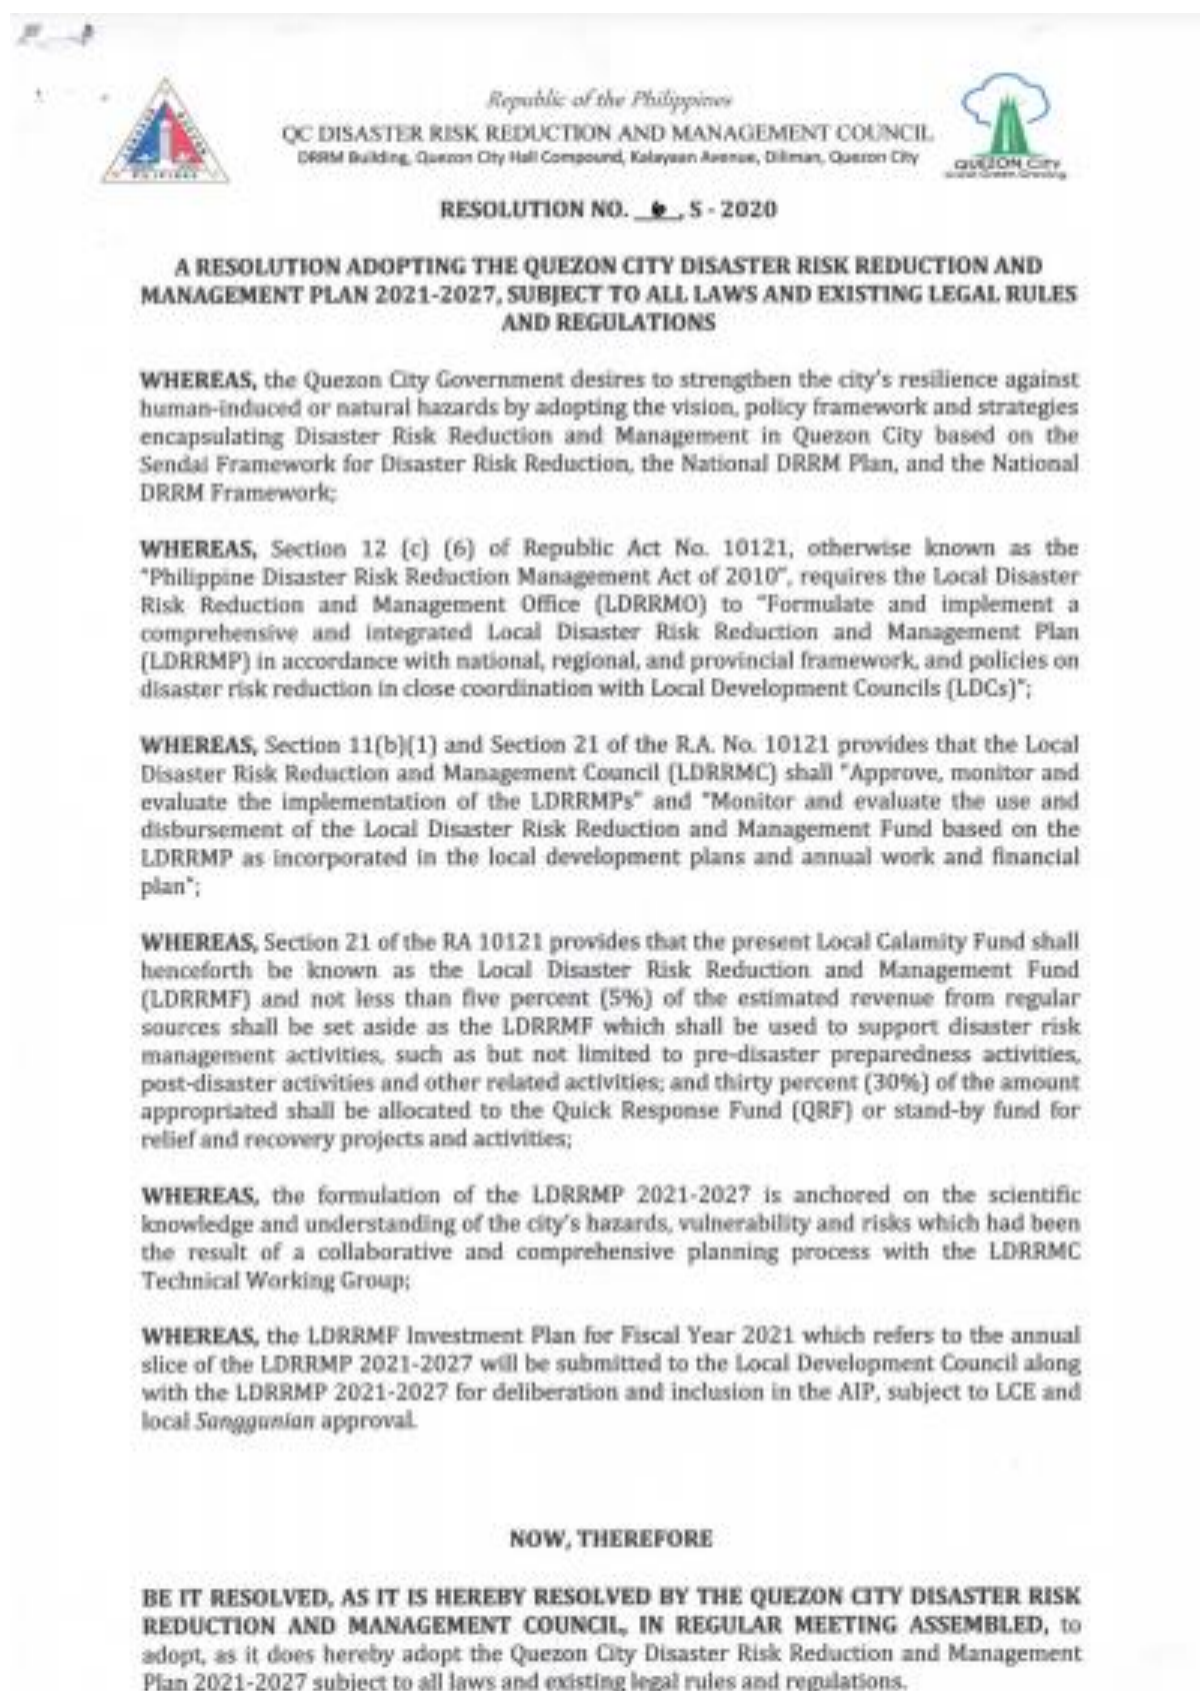 Republic of the Philippines
QC DISASTER RISK REDUCTION AND MANAGEMENT COUNCIL
DRRM Building, Quezon City Hall Compound, Kalayaan Avenue, Diliman, Quezon City
QUEZON CITY
PILIPINAS
RESOLUTION NO. , S - 2020
A RESOLUTION ADOPTING THE QUEZON CITY DISASTER RISK REDUCTION AND
MANAGEMENT PLAN 2021-2027, SUBJECT TO ALL LAWS AND EXISTING LEGAL RULES
AND REGULATIONS
WHEREAS, the Quezon City Government desires to strengthen the city's resilience against
human-induced or natural hazards by adopting the vision, policy framework and strategies
encapsulating Disaster Risk Reduction and Management in Quezon City based on the
Sendai Framework for Disaster Risk Reduction, the National DRRM Plan, and the National
DRRM Framework;
WHEREAS, Section 12 (c) (6) of Republic Act No. 10121, otherwise known as the
"Philippine Disaster Risk Reduction Management Act of 2010", requires the Local Disaster
Risk Reduction and Management Office (LDRRMO) to "Formulate and implement a
comprehensive and integrated Local Disaster Risk Reduction and Management Plan
(LDRRMP) in accordance with national, regional, and provincial framework, and policies on
disaster risk reduction in close coordination with Local Development Councils (LDCs)";
WHEREAS, Section 11(b)(1) and Section 21 of the R.A. No. 10121 provides that the Local
Disaster Risk Reduction and Management Council (LDRRMC) shall "Approve, monitor and
evaluate the implementation of the LDRRMPs" and "Monitor and evaluate the use and
disbursement of the Local Disaster Risk Reduction and Management Fund based on the
LDRRMP as incorporated in the local development plans and annual work and financial
plan";
WHEREAS, Section 21 of the RA 10121 provides that the present Local Calamity Fund shall
henceforth be known as the Local Disaster Risk Reduction and Management Fund
(LDRRMF) and not less than five percent (5%) of the estimated revenue from regular
sources shall be set aside as the LDRRMF which shall be used to support disaster risk
management activities, such as but not limited to pre-disaster preparedness activities,
post-disaster activities and other related activities; and thirty percent (30%) of the amount
appropriated shall be allocated to the Quick Response Fund (QRF) or stand-by fund for
relief and recovery projects and activities;
WHEREAS, the formulation of the LDRRMP 2021-2027 is anchored on the scientific
knowledge and understanding of the city's hazards, vulnerability and risks which had been
the result of a collaborative and comprehensive planning process with the LDRRMC
Technical Working Group;
WHEREAS, the LDRRMF Investment Plan for Fiscal Year 2021 which refers to the annual
slice of the LDRRMP 2021-2027 will be submitted to the Local Development Council along
with the LDRRMP 2021-2027 for deliberation and inclusion in the AIP, subject to LCE and
local Sanggunian approval.
NOW, THEREFORE
BE IT RESOLVED, AS IT IS HEREBY RESOLVED BY THE QUEZON CITY DISASTER RISK
REDUCTION AND MANAGEMENT COUNCIL, IN REGULAR MEETING ASSEMBLED, to
adopt, as it does hereby adopt the Quezon City Disaster Risk Reduction and Management
Plan 2021-2027 subject to all laws and existing legal rules and regulations.